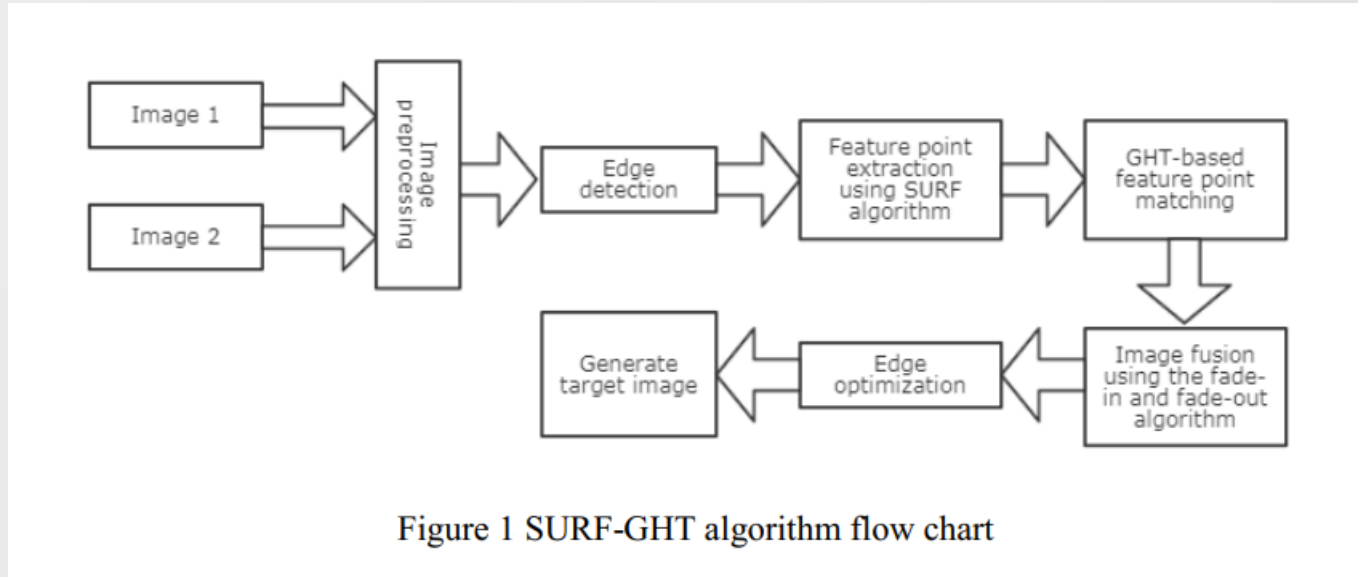 Image 1
Image 2
Image
preprocessing
Edge
detection
Feature point
extraction
using SURF
algorithm
GHT-based
feature point
matching
Image fusion
using the fade-
in and fade-out
algorithm
Edge
optimization
Generate
target image
Figure 1 SURF-GHT algorithm flow chart